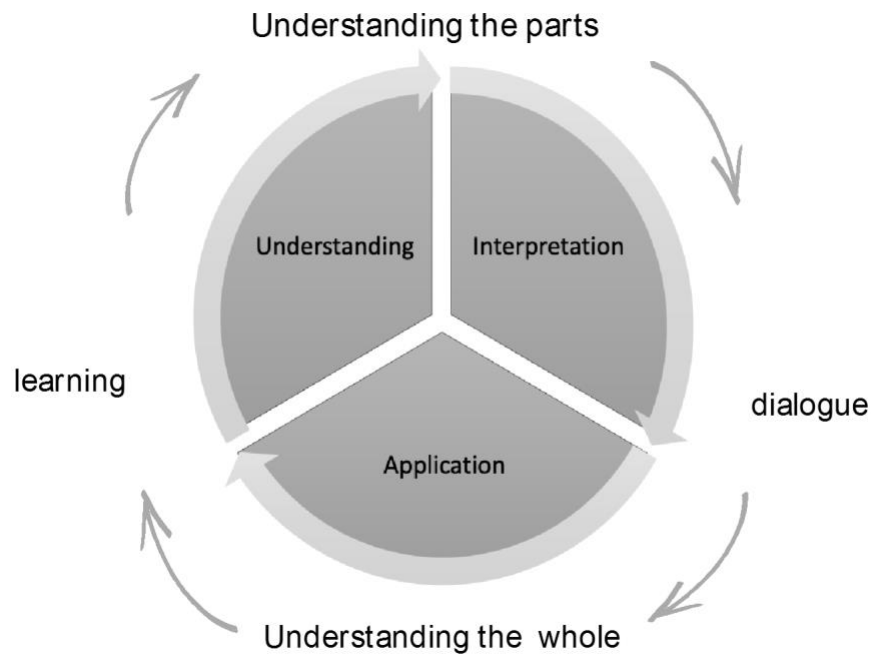 Understanding the parts
Understanding
Interpretation
learning
dialogue
Application
Understanding the whole